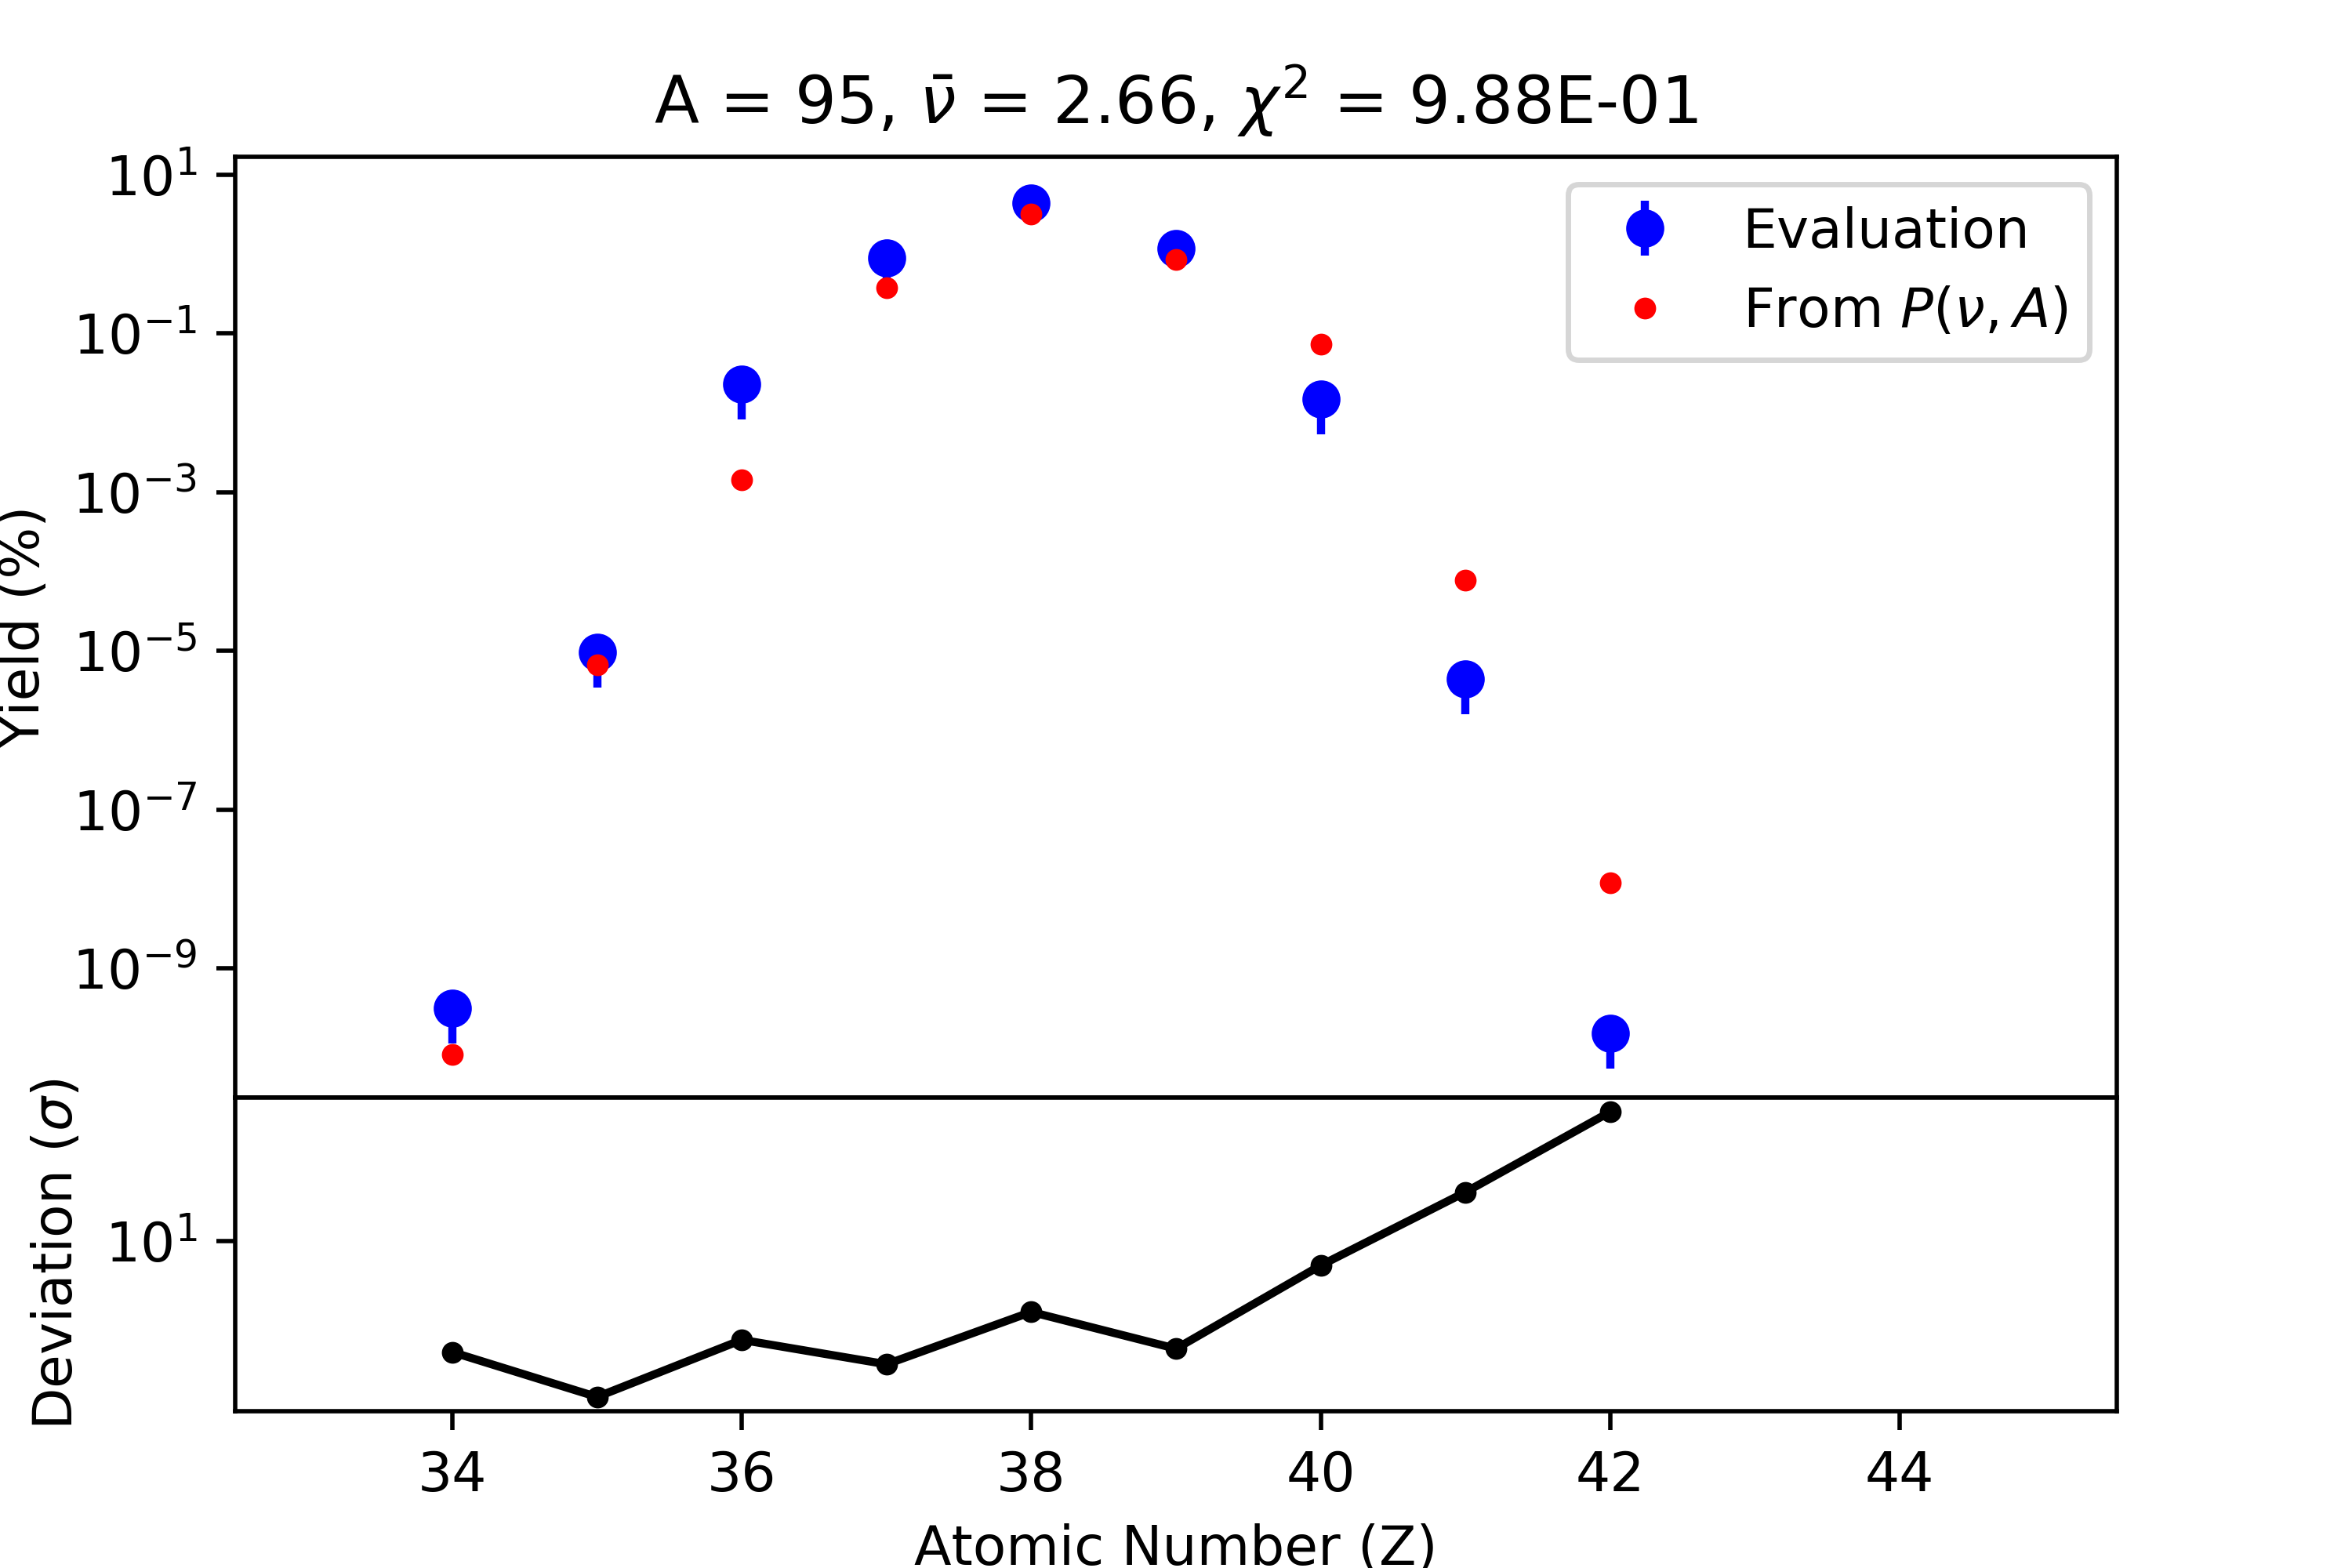 A = 95, ν̄ = 2.66, χ² = 9.88E-01
10¹
10⁻¹
10⁻³
10⁻⁵
10⁻⁷
10⁻⁹
Yield (%)
Evaluation
From P(ν, A)
10¹
Deviation (σ)
34 36 38 40 42 44
Atomic Number (Z)